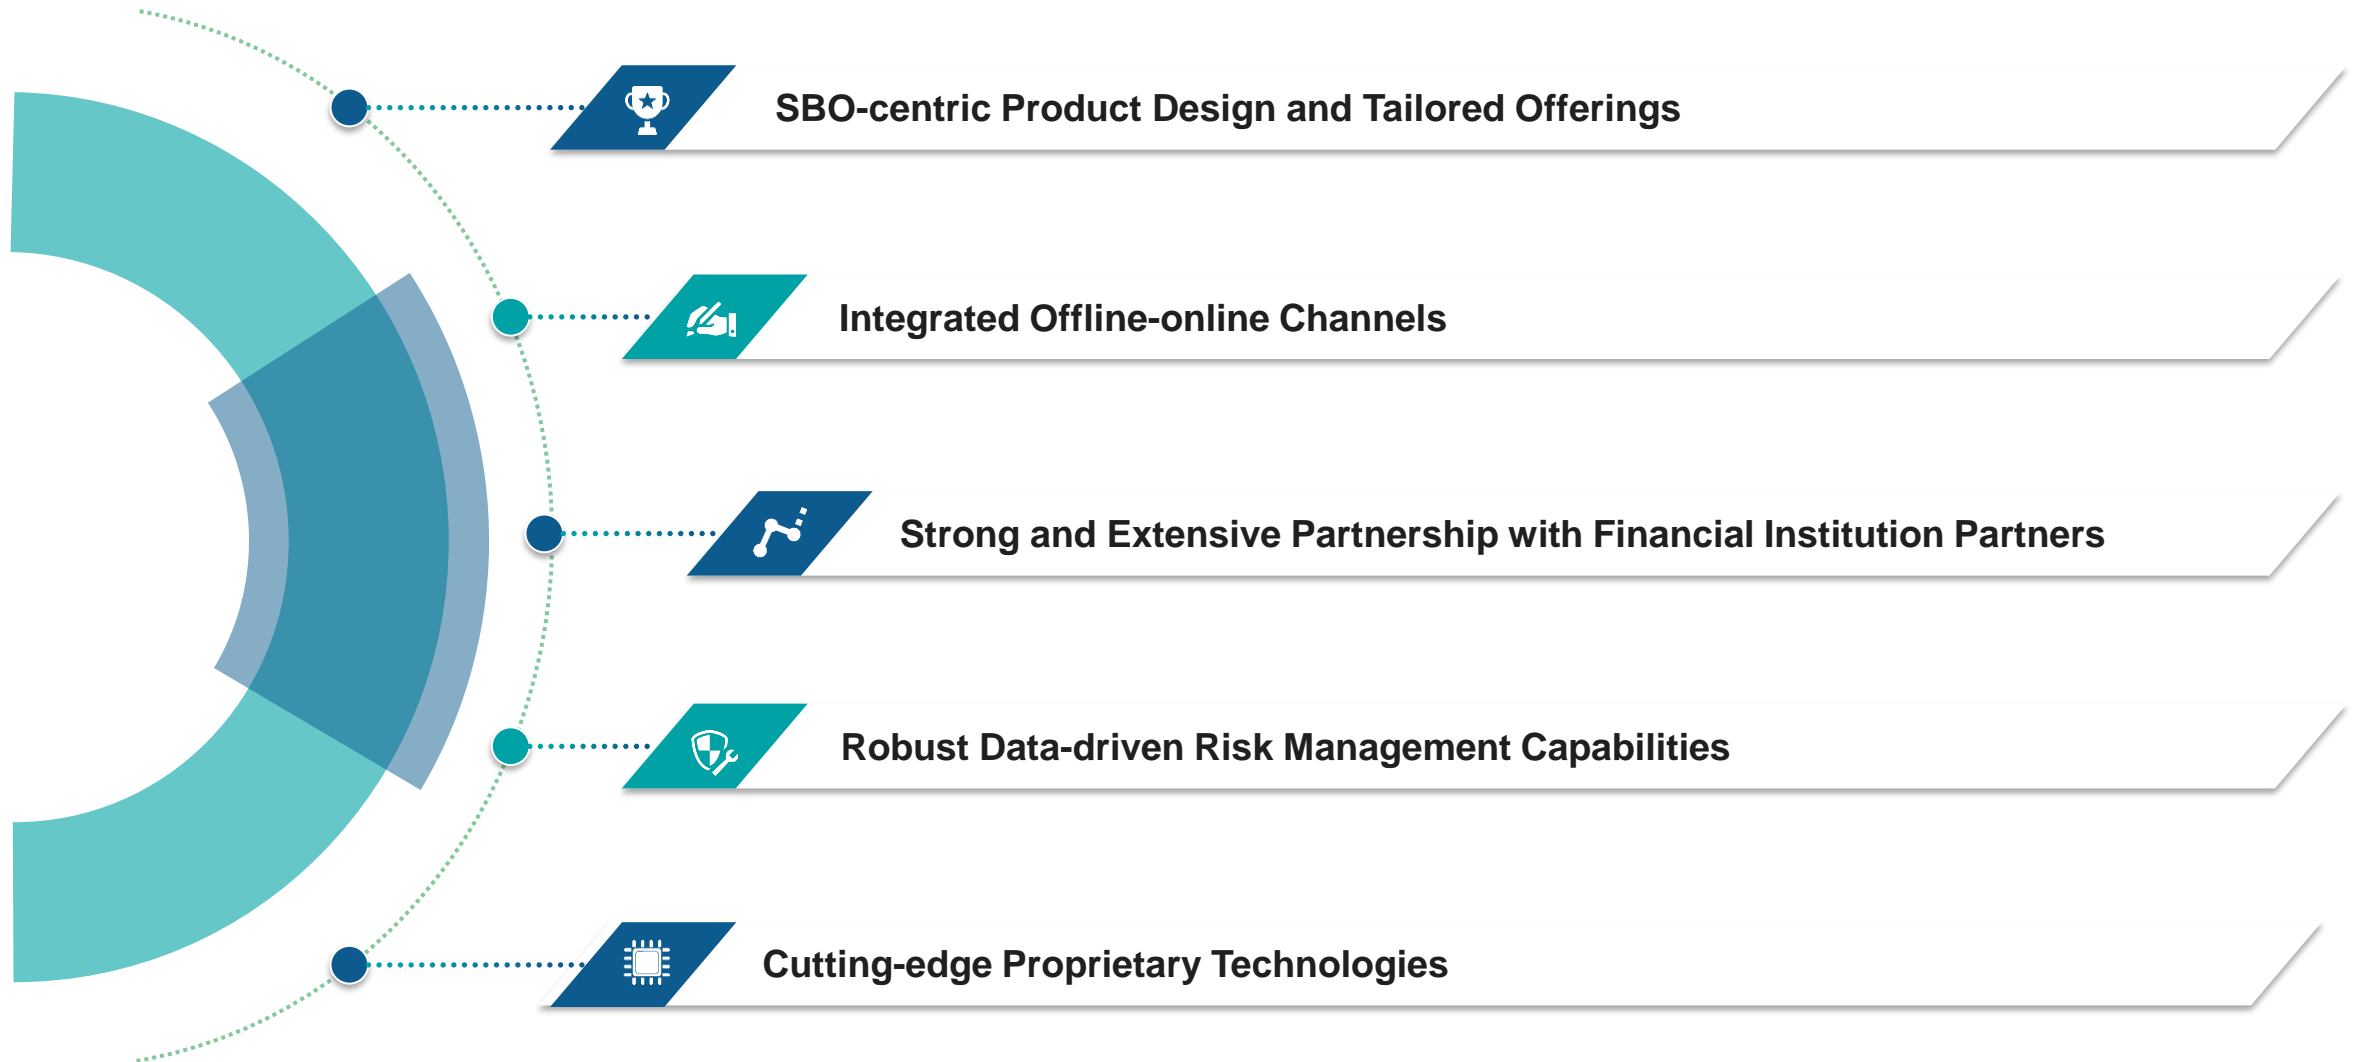 SBO-centric Product Design and Tailored Offerings
Integrated Offline-online Channels
Strong and Extensive Partnership with Financial Institution Partners
Robust Data-driven Risk Management Capabilities
Cutting-edge Proprietary Technologies